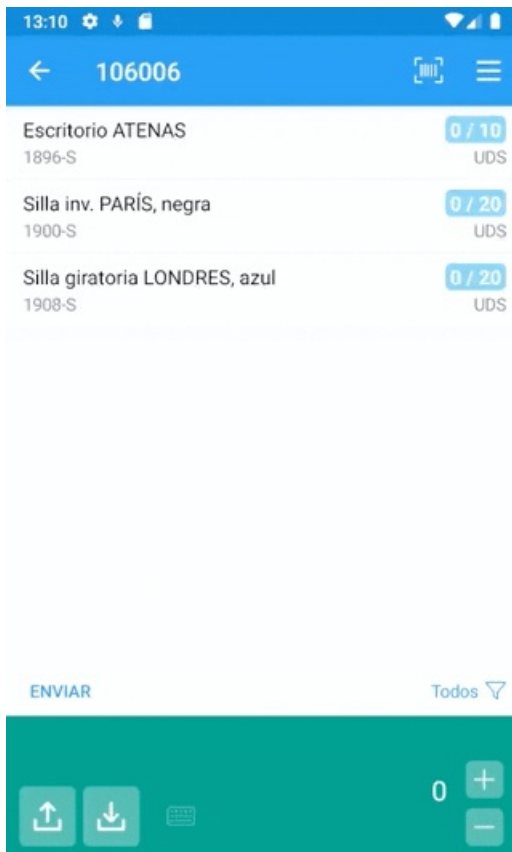 13:10
106006
Escritorio ATENAS
0 / 10
1896-S
UDS
Silla inv. PARÍS, negra
0 / 20
1900-S
UDS
Silla giratoria LONDRES, azul
0 / 20
1908-S
UDS
ENVIAR
Todos
0